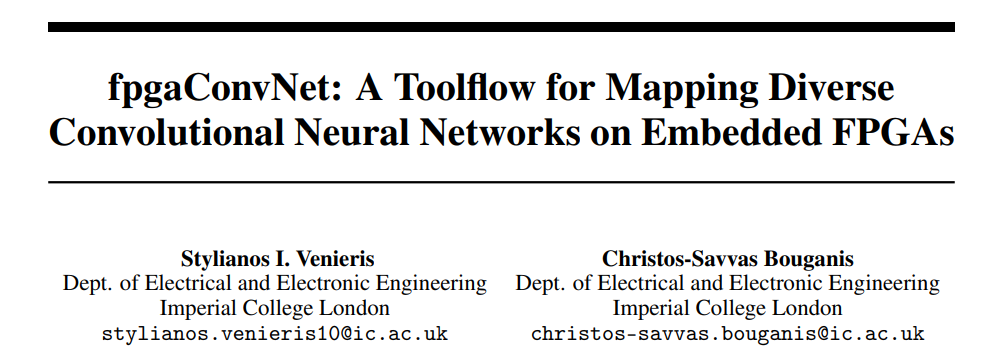 fpgaConvNet: A Toolflow for Mapping Diverse
Convolutional Neural Networks on Embedded FPGAs
Stylianos I. Venieris
Dept. of Electrical and Electronic Engineering
Imperial College London
stylianos.venieris10@ic.ac.uk
Christos-Savvas Bouganis
Dept. of Electrical and Electronic Engineering
Imperial College London
christos-savvas.bouganis@ic.ac.uk